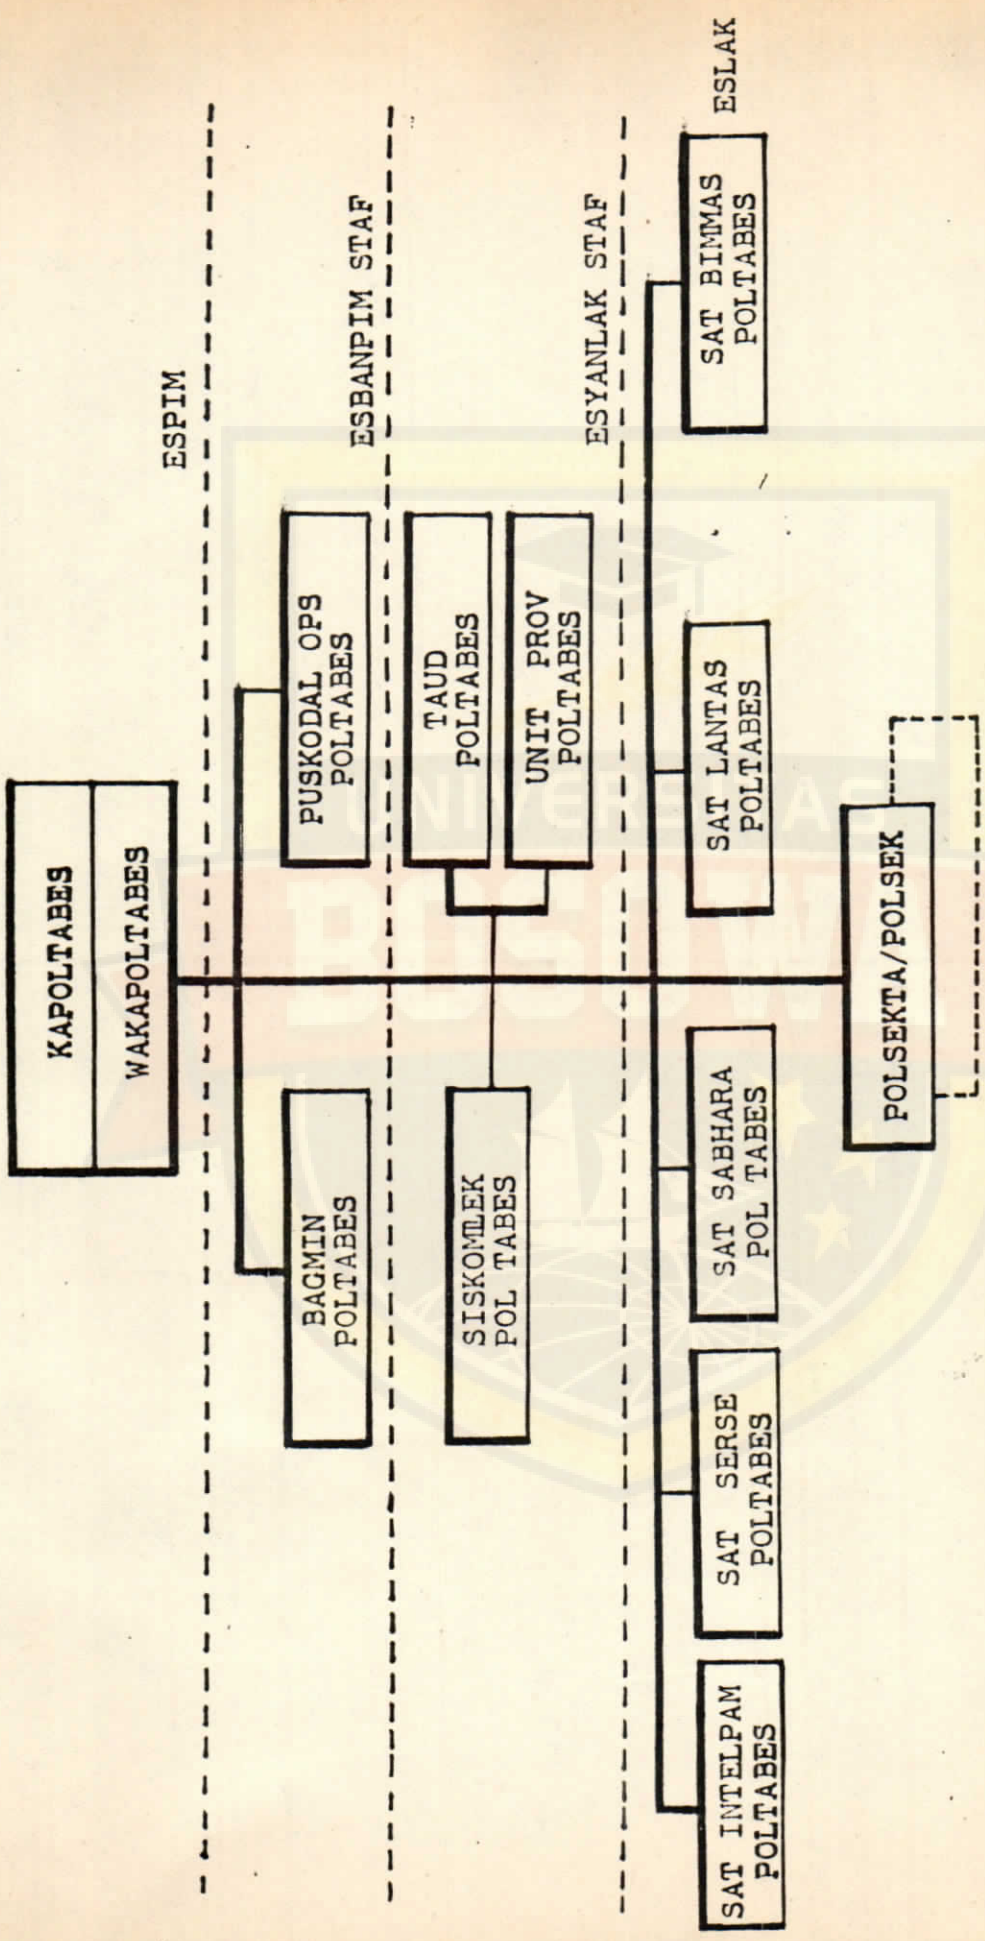 KAPOLTABES
WAKAPOLTABES
ESPIM
BAGMIN
POLTABES
PUSKODAL OPS
POLTABES
ESBANPIM STAF
SISKOMLEK
POL TABES
TAUD
POLTABES
UNIT PROV
POLTABES
ESYANLAK STAF
SAT INTELPAM
POLTABES
SAT SERSE
POLTABES
SAT SABHARA
POL TABES
SAT LANTAS
POLTABES
SAT BIMMAS
POLTABES
ESLAK
POLSEKTA/POLSEK
UNIVERSITAS
BOSOWA